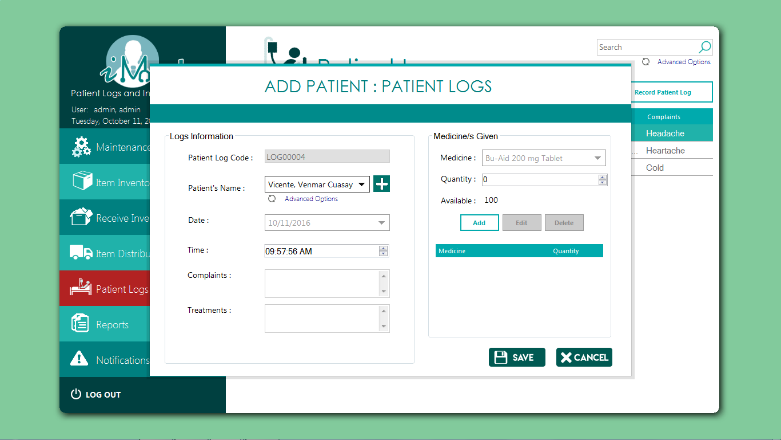 Search
Advanced Options
Patient Logs and In
User: admin, admin
Tuesday, October 11, 2
Maintenance
Item Invento
Receive Inve
Item Distribu
Patient Logs
Reports
Notifications
LOG OUT
ADD PATIENT : PATIENT LOGS
Logs Information
Patient Log Code :
LOG00004
Patient's Name :
Vicente, Venmar Cuasay
Advanced Options
Date :
10/11/2016
Time :
09:57:56 AM
Complaints :
Treatments :
Medicine/s Given
Medicine :
Bu-Aid 200 mg Tablet
Quantity :
0
Available :
100
Add
Edit
Delete
Medicine
Quantity
SAVE
CANCEL
Record Patient Log
Complaints
Headache
Heartache
Cold